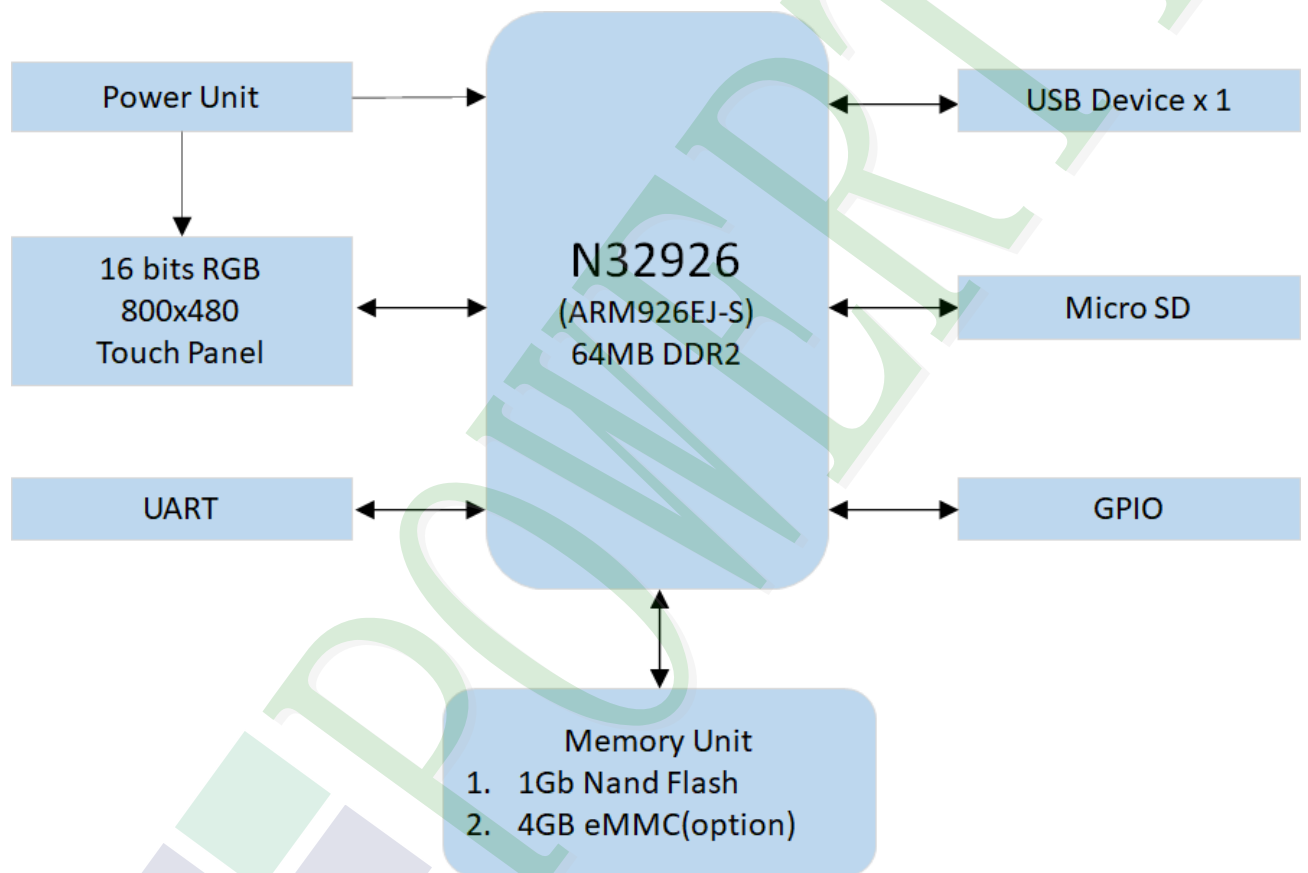 Power Unit
16 bits RGB
800x480
Touch Panel
UART
N32926
(ARM926EJ-S)
64MB DDR2
USB Device x 1
Micro SD
GPIO
Memory Unit
1. 1Gb Nand Flash
2. 4GB eMMC(option)
POWERT